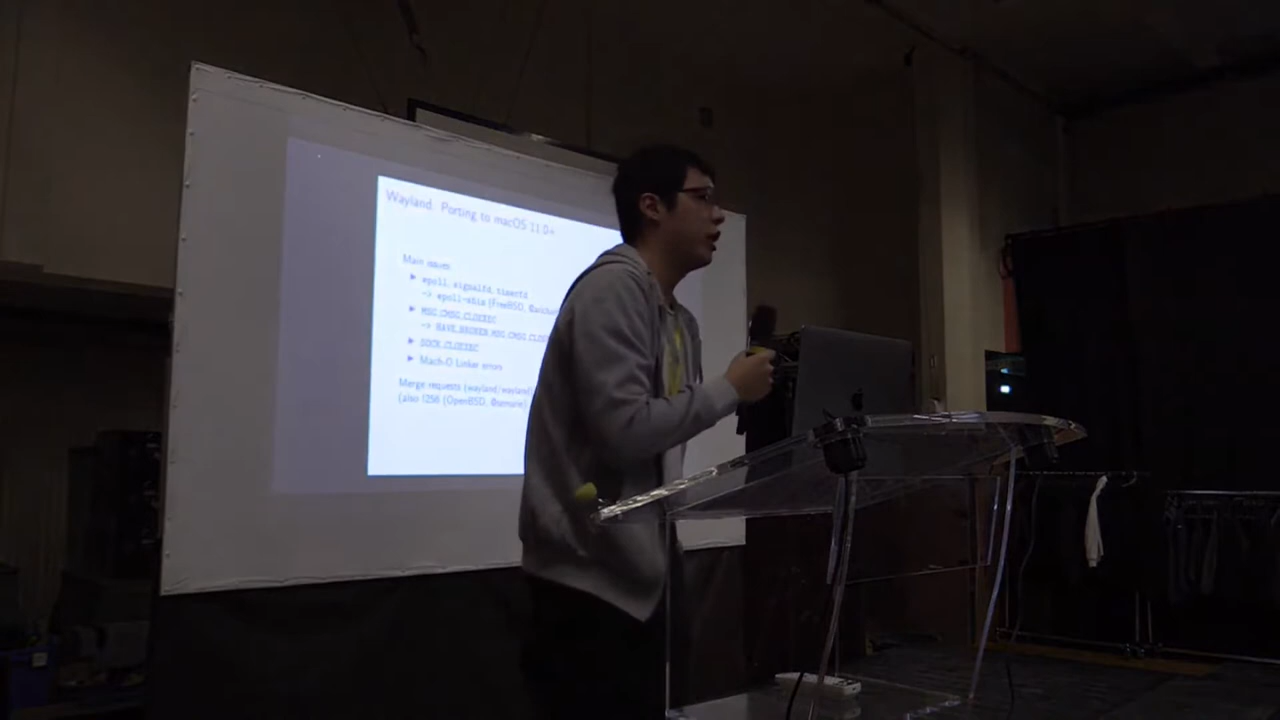 Wayland: Porting to macOS 11.0+
Main issues
epoll, signalfd, timerfd
-> epoll-shim (FreeBSD,
MSG_CMSG_CLOEXEC
-> HAVE_BROKEN_MSG_CMSG_CLOE
SOCK_CLOEXEC
Mach-O Linker errors
Merge requests (wayland/wayland)
(also !256 (OpenBSD,